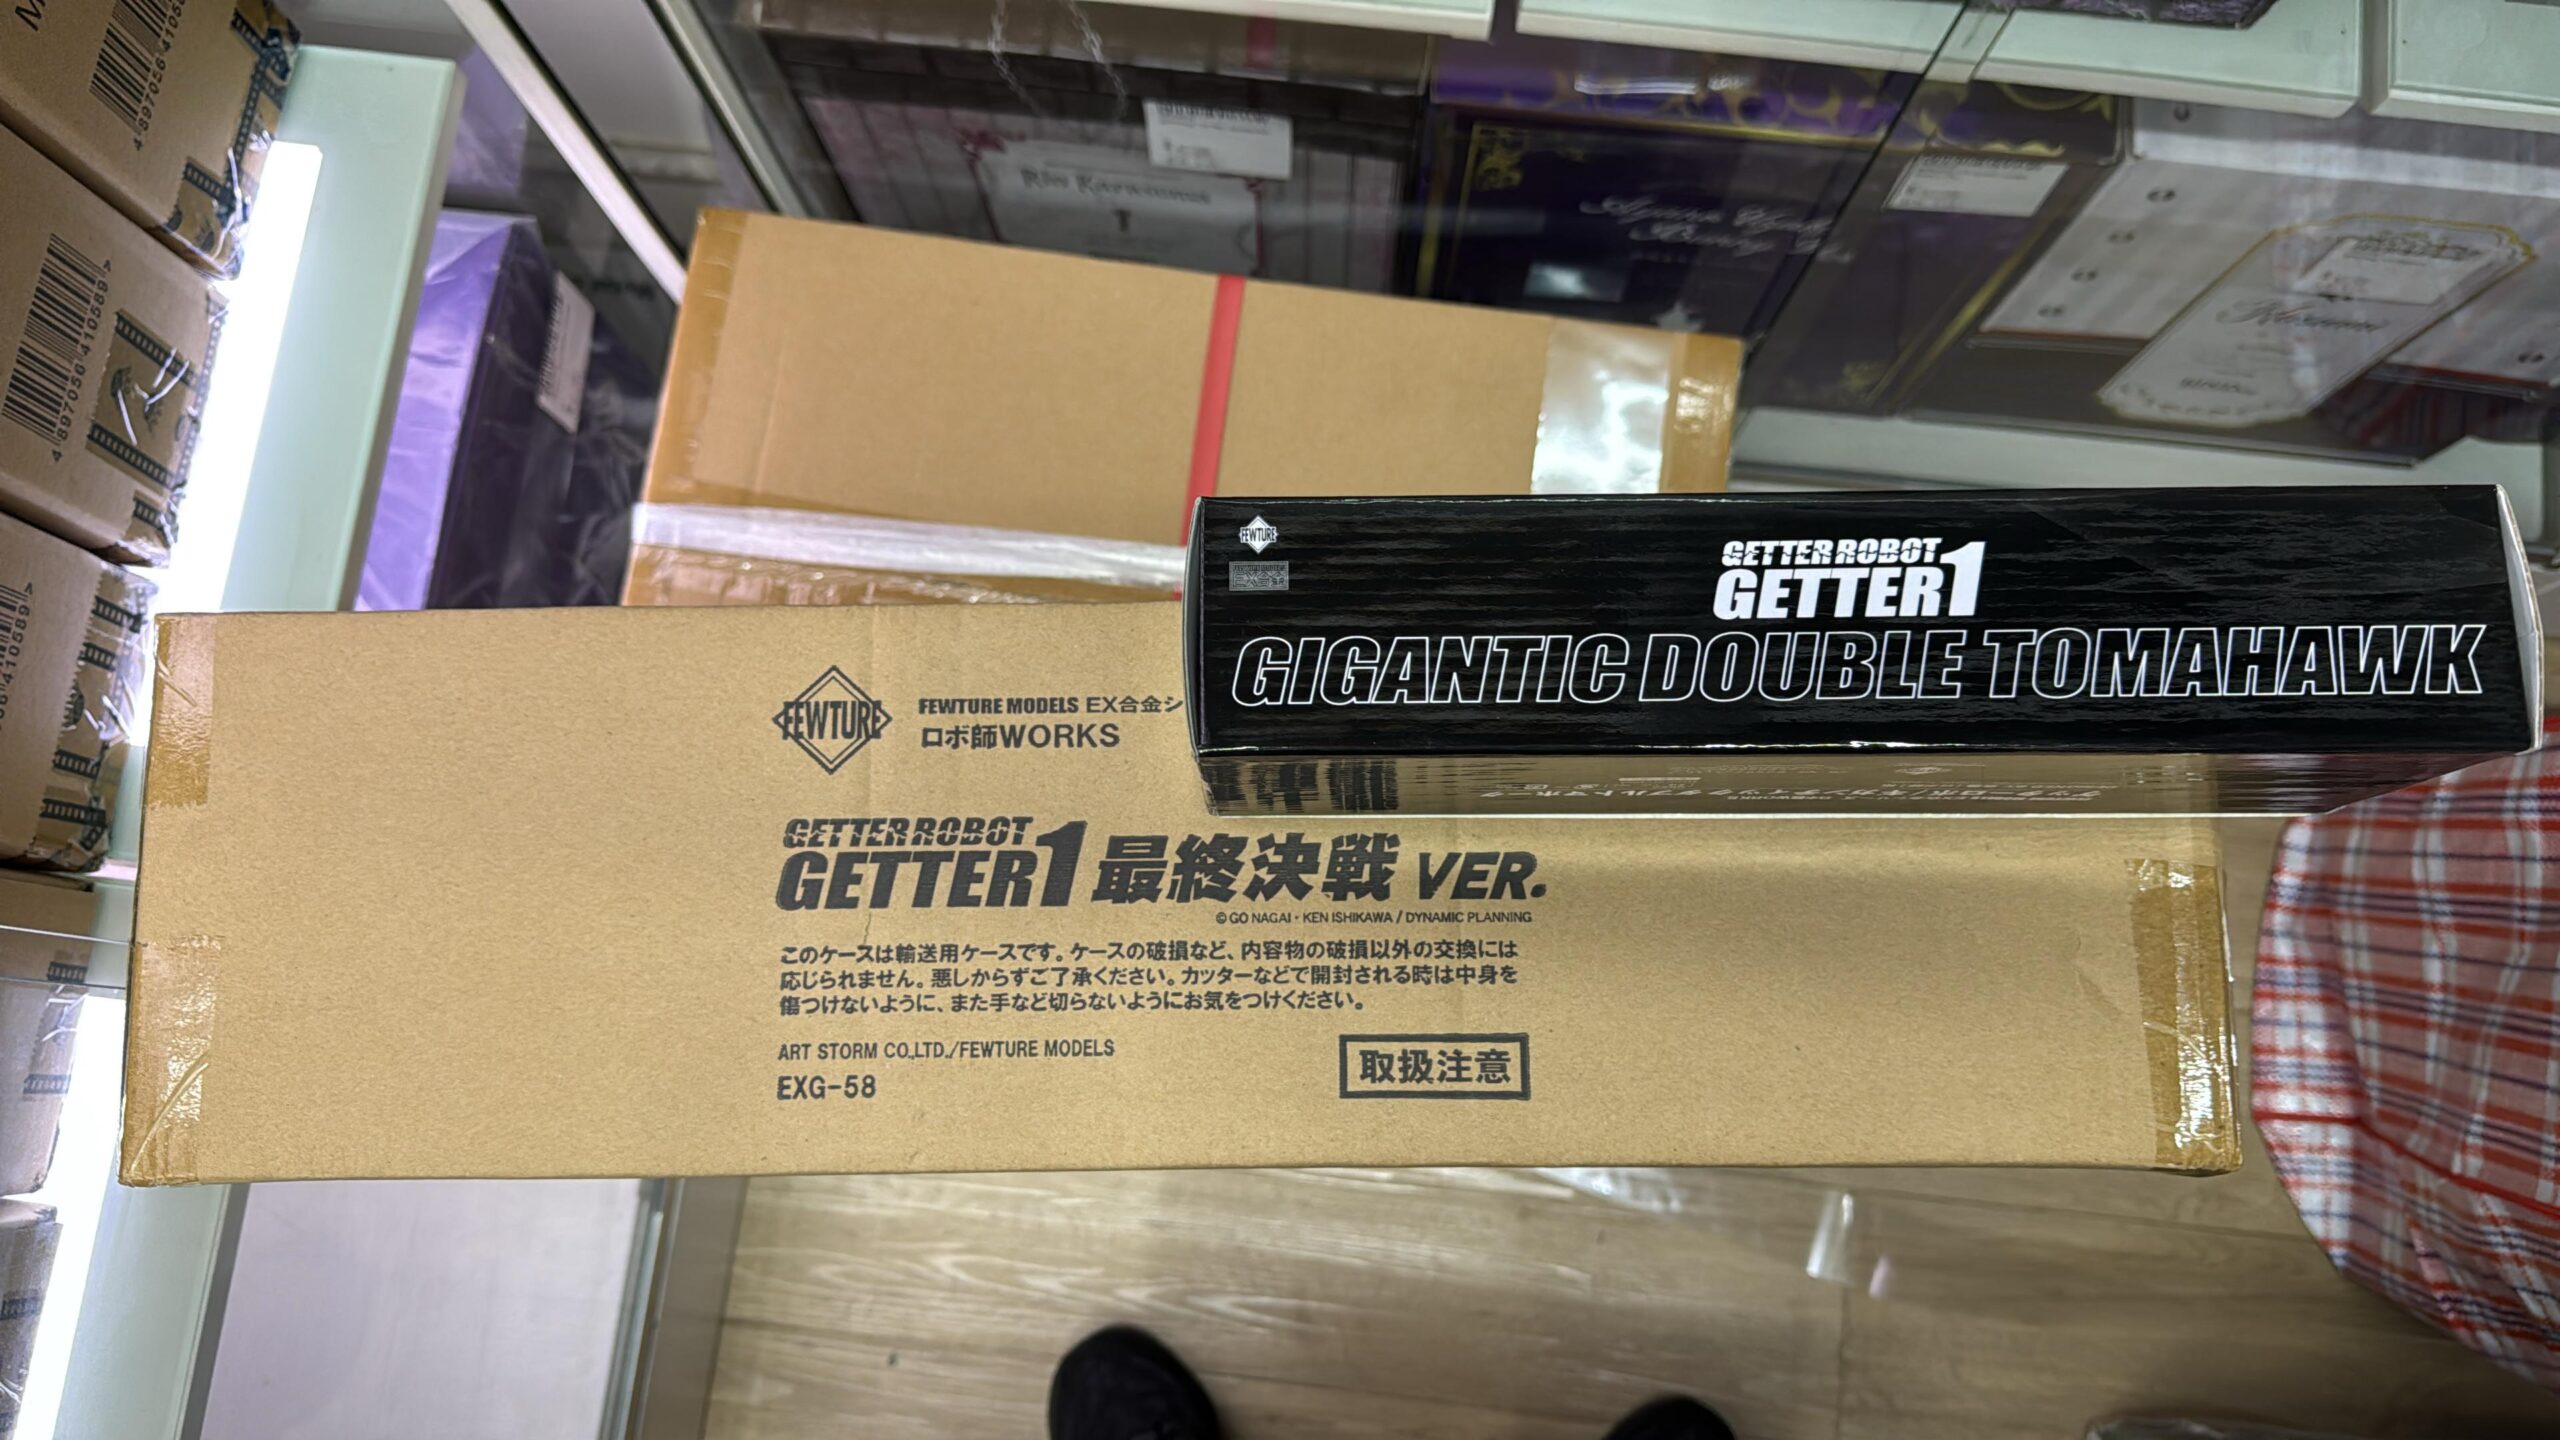 4897056410589
A
4897056410589
A
FEWTURE
GETTER ROBOT
GETTER1
GIGANTIC DOUBLE TOMAHAWK
FEWTURE
FEWTURE MODELS EX合金シ
ロボ師WORKS
GETTER ROBOT
GETTER1 最終決戦 VER.
© GO NAGAI・KEN ISHIKAWA / DYNAMIC PLANNING
このケースは輸送用ケースです。ケースの破損など、内容物の破損以外の交換には
応じられません。悪しからずご了承ください。カッターなどで開封される時は中身を
傷つけないように、また手など切らないようにお気をつけください。
ART STORM CO.,LTD./FEWTURE MODELS
EXG-58
取扱注意